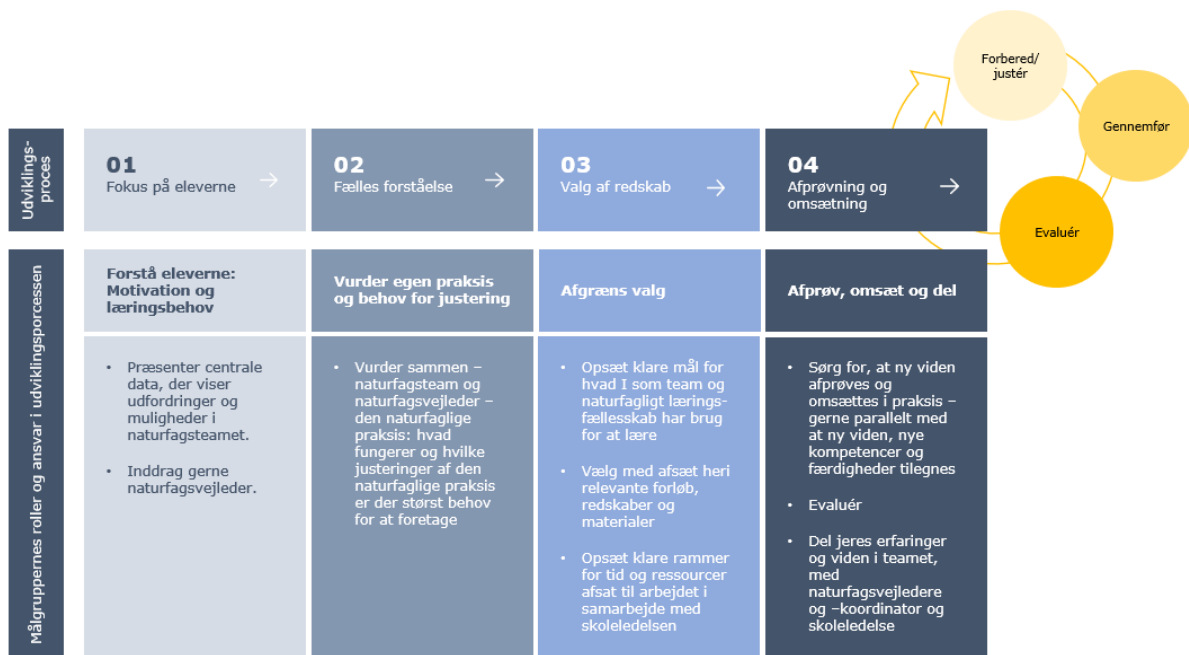 Forbered/
justér
Gennemfør
Evaluér
Udviklings-
proces
01
Fokus på eleverne
02
Fælles forståelse
03
Valg af redskab
04
Afprøvning og
omsætning
Målgruppernes roller og ansvar i udviklingsporcessen
Forstå eleverne:
Motivation og
læringsbehov
Vurder egen praksis
og behov for justering
Afgræns valg
Afprøv, omsæt og del
• Præsenter centrale
data, der viser
udfordringer og
muligheder i
naturfagsteamet.
• Inddrag gerne
naturfagsvejleder.
• Vurder sammen –
naturfagsteam og
naturfagsvejleder –
den naturfaglige
praksis: hvad
fungerer og hvilke
justeringer af den
naturfaglige praksis
er der størst behov
for at foretage
• Opsæt klare mål for
hvad I som team og
naturfagligt lærings-
fællesskab har brug
for at lære
• Vælg med afsæt heri
relevante forløb,
redskaber og
materialer
• Opsæt klare rammer
for tid og ressourcer
afsat til arbejdet i
samarbejde med
skoleledelsen
• Sørg for, at ny viden
afprøves og
omsættes i praksis –
gerne parallelt med
at ny viden, nye
kompetencer og
færdigheder tilegnes
• Evaluér
• Del jeres erfaringer
og viden i teamet,
med
naturfagsvejledere
og –koordinator og
skoleledelse